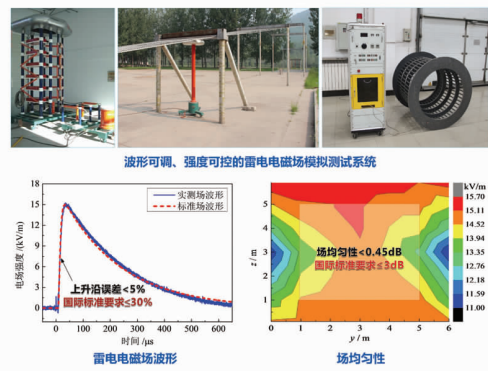 波形可调、强度可控的雷电电磁场模拟测试系统
18
15
12
9
6
3
0
电场强度 (kV/m)
实测场波形
标准场波形
上升沿误差<5%
国际标准要求≤30%
0 100 200 300 400 500 600
时间 /μs
雷电电磁场波形
kV/m
15.70
15.11
14.52
13.94
13.35
12.76
12.18
11.59
11.00
6
5
4
3
2
1
0
z / m
场均匀性<0.45dB
国际标准要求≤3dB
0 1 2 3 4 5 6
y / m
场均匀性